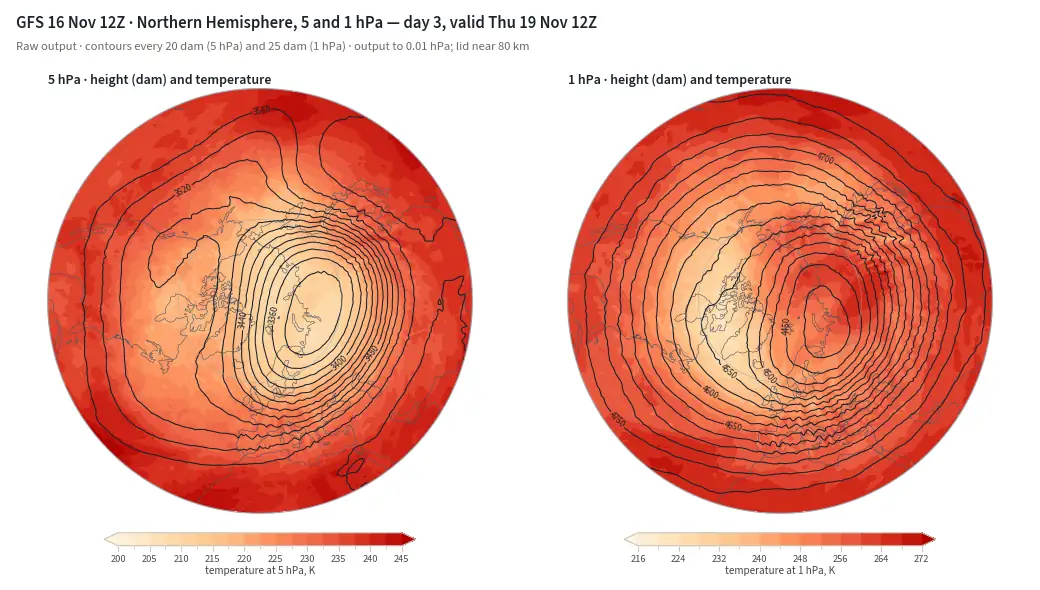 GFS 16 Nov 12Z · Northern Hemisphere, 5 and 1 hPa — day 3, valid Thu 19 Nov 12Z
Raw output · contours every 20 dam (5 hPa) and 25 dam (1 hPa) · output to 0.01 hPa; lid near 80 km
5 hPa · height (dam) and temperature
1 hPa · height (dam) and temperature
3560
3520
3440
3360
3400
3480
4700
4450
4550
4500
4600
4650
4750
200 205 210 215 220 225 230 235 240 245
temperature at 5 hPa, K
216 224 232 240 248 256 264 272
temperature at 1 hPa, K